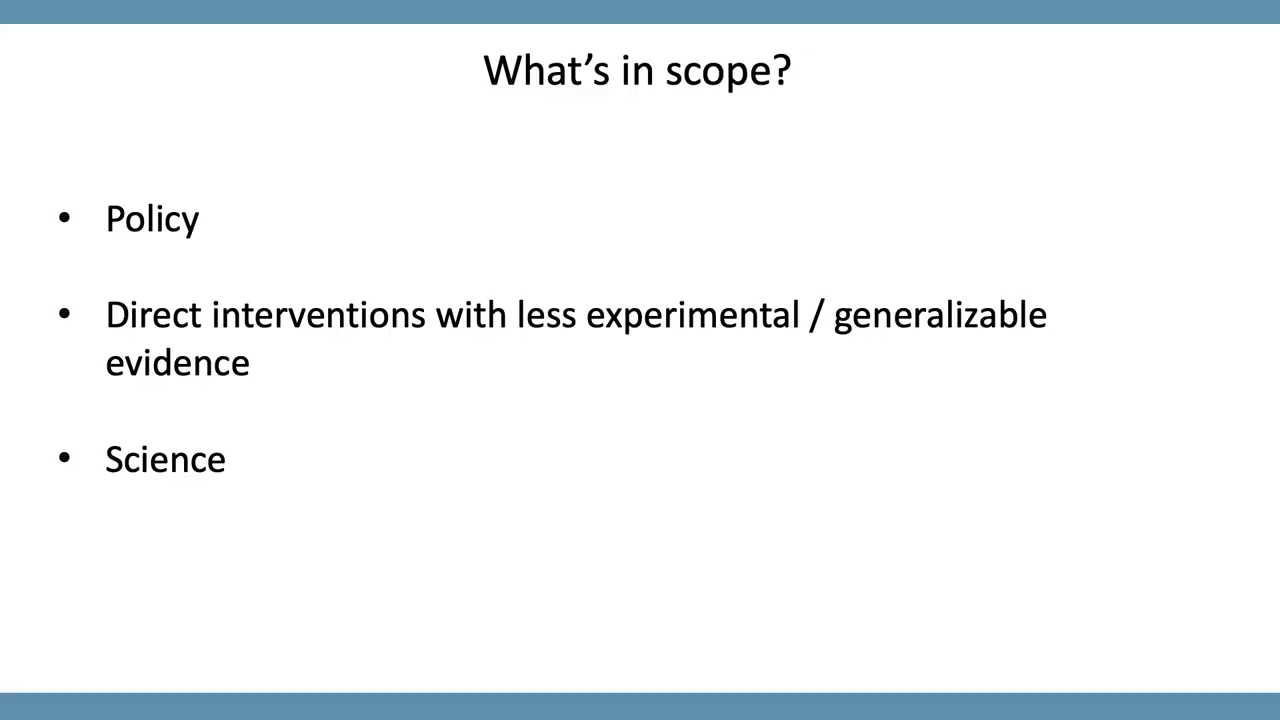 What’s in scope?
• Policy
• Direct interventions with less experimental / generalizable
evidence
• Science